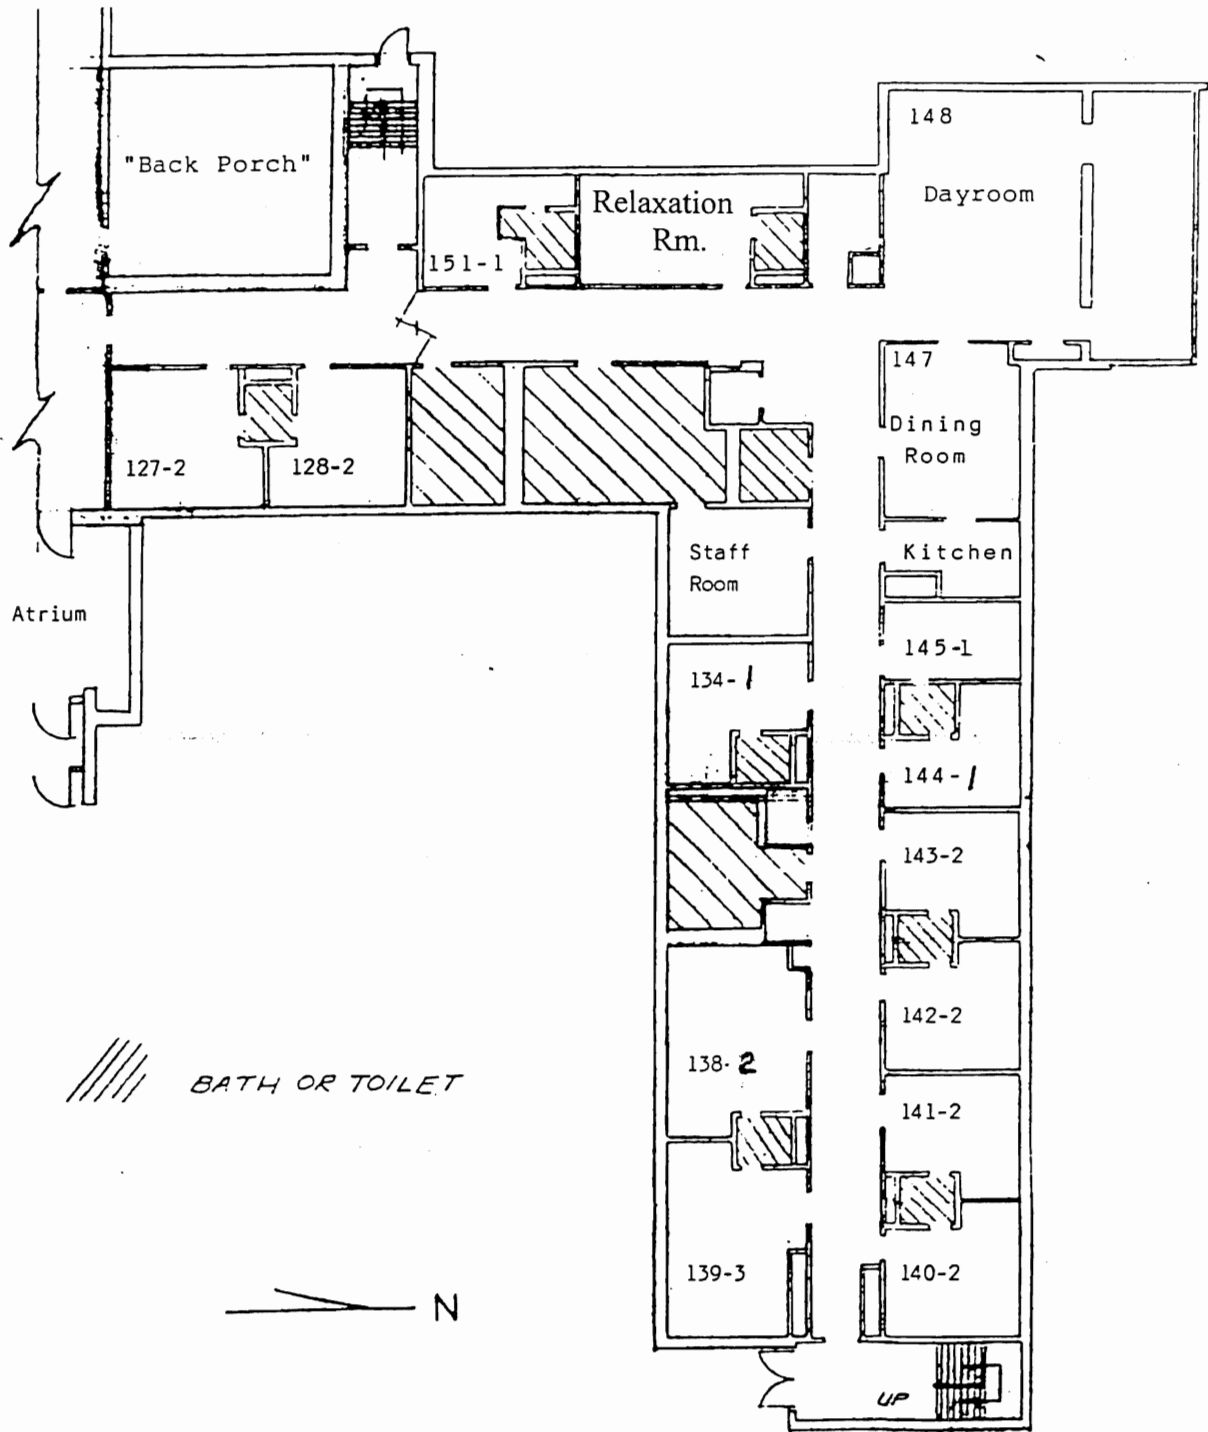 148
"Back Porch"
Relaxation
Rm.
Dayroom
151-1
147
Dining
Room
127-2
128-2
Staff
Room
Kitchen
Atrium
145-1
134-1
144-1
143-2
142-2
138-2
BATH OR TOILET
141-2
139-3
140-2
N
UP